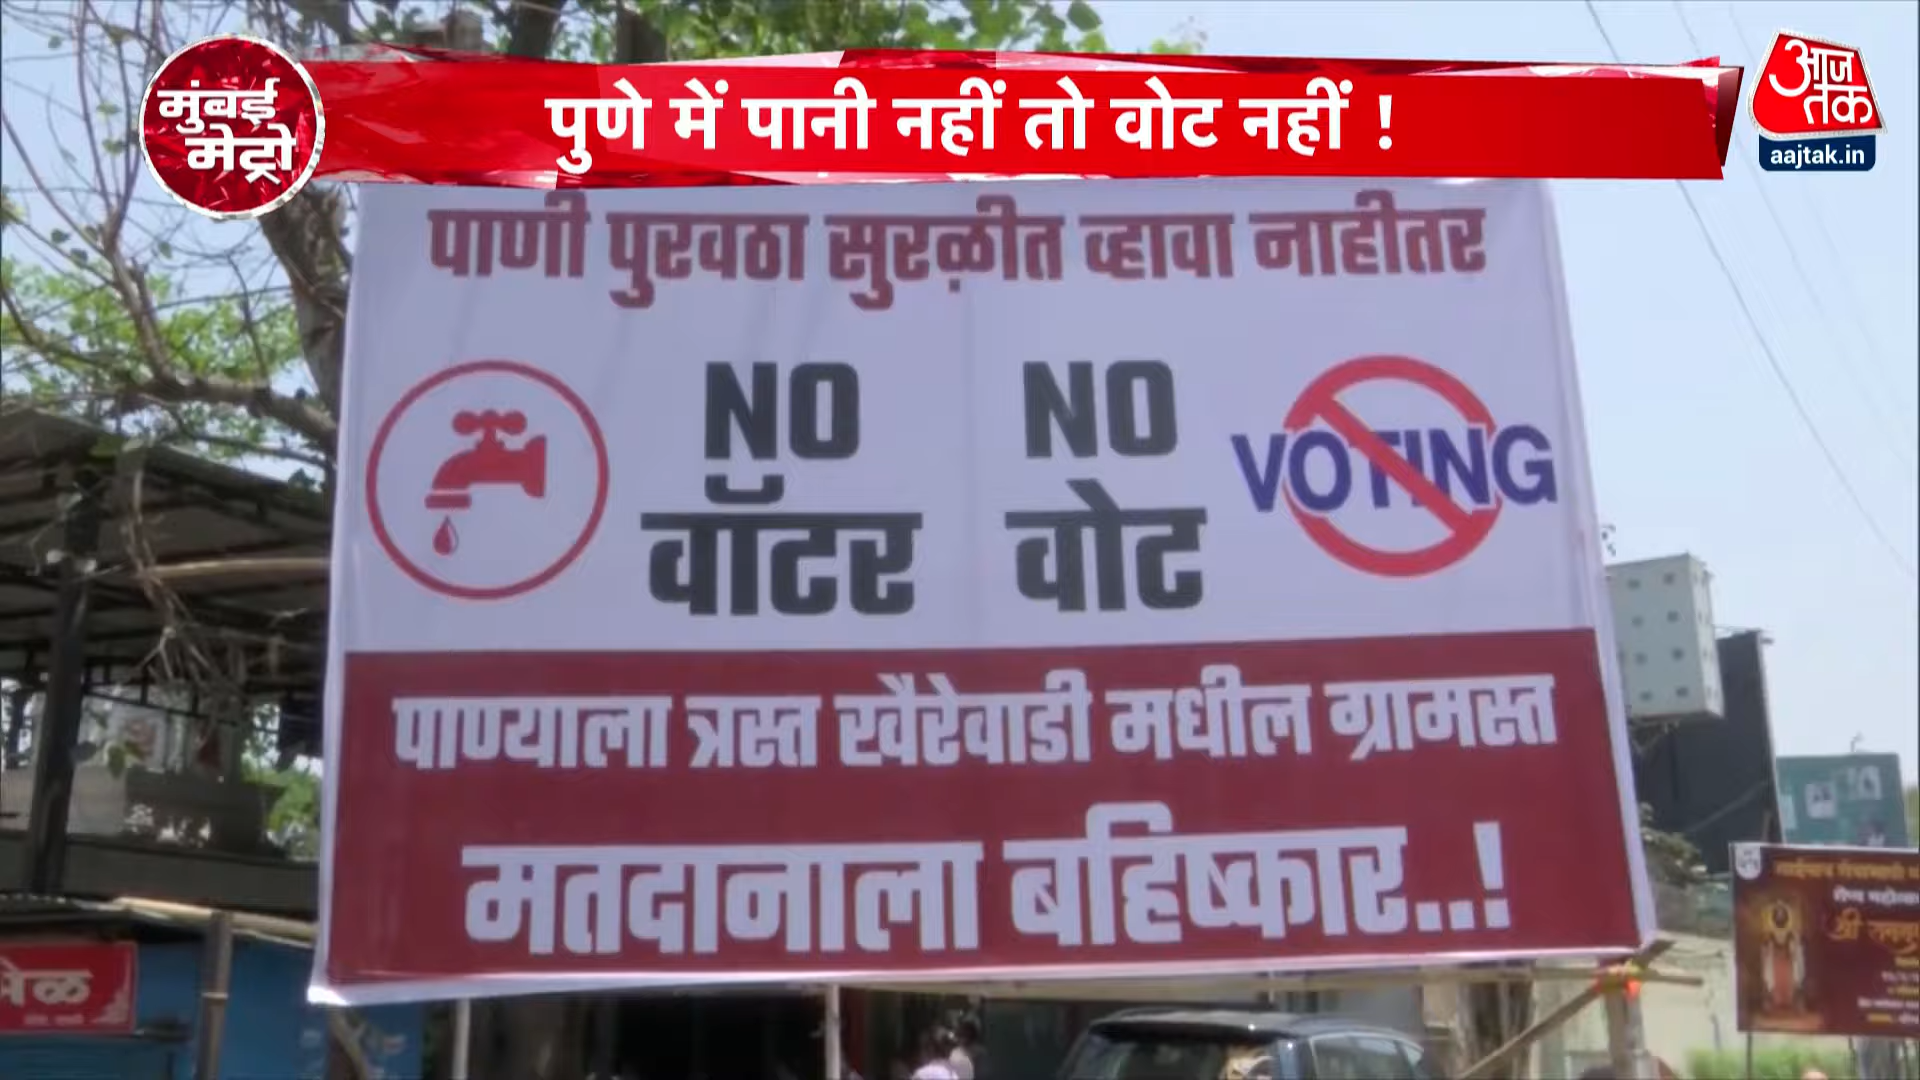 मुंबई
मेट्रो
पुणे में पानी नहीं तो वोट नहीं !
आज
तक
aajtak.in
पाणी पुरवठा सुरळीत व्हावा नाहीतर
NO NO
वॉटर वोट
VOTING
पाण्याला त्रस्त खैरेवाडी मधील ग्रामस्त
मतदानाला बहिष्कार..!
भेळ
श्री